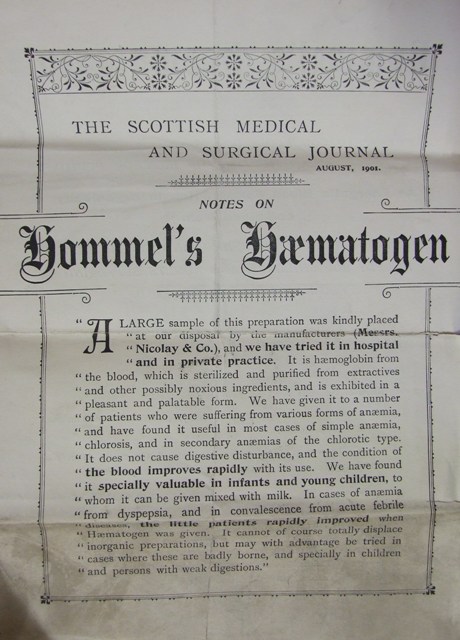 THE SCOTTISH MEDICAL
AND SURGICAL JOURNAL
AUGUST, 1901.
NOTES ON
Hommel's Hæmatogen
"A LARGE sample of this preparation was kindly placed
"at our disposal by the manufacturers (Messrs.
"Nicolay & Co.), and we have tried it in hospital
"and in private practice. It is hæmoglobin from
"the blood, which is sterilized and purified from extractives
"and other possibly noxious ingredients, and is exhibited in a
"pleasant and palatable form. We have given it to a number
"of patients who were suffering from various forms of anæmia,
"and have found it useful in most cases of simple anæmia,
"chlorosis, and in secondary anæmias of the chlorotic type.
"It does not cause digestive disturbance, and the condition of
"the blood improves rapidly with its use. We have found
"it specially valuable in infants and young children, to
"whom it can be given mixed with milk. In cases of anæmia
"from dyspepsia, and in convalescence from acute febrile
"diseases, the little patients rapidly improved when
"Hæmatogen was given. It cannot of course totally displace
"inorganic preparations, but may with advantage be tried in
"cases where these are badly borne, and specially in children
"and persons with weak digestions."